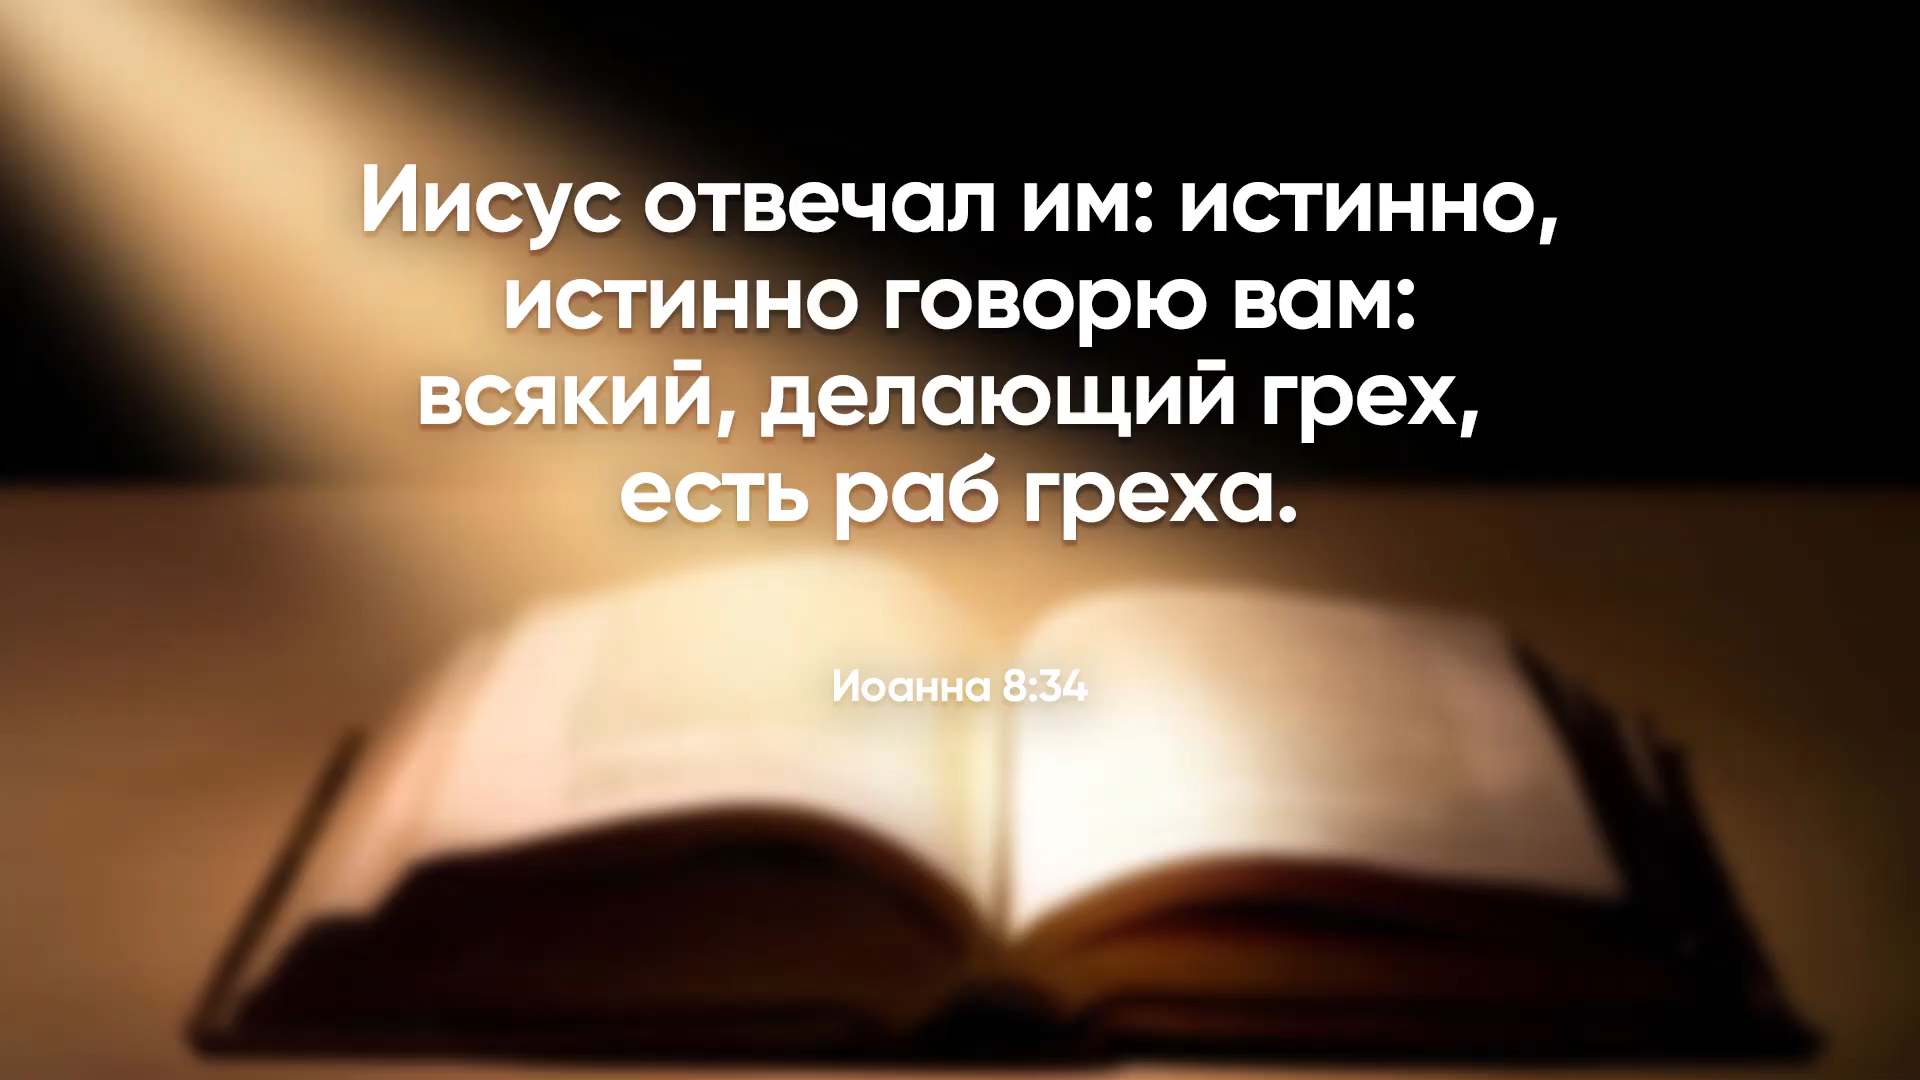 Иисус отвечал им: истинно,
истинно говорю вам:
всякий, делающий грех,
есть раб греха.
Иоанна 8:34